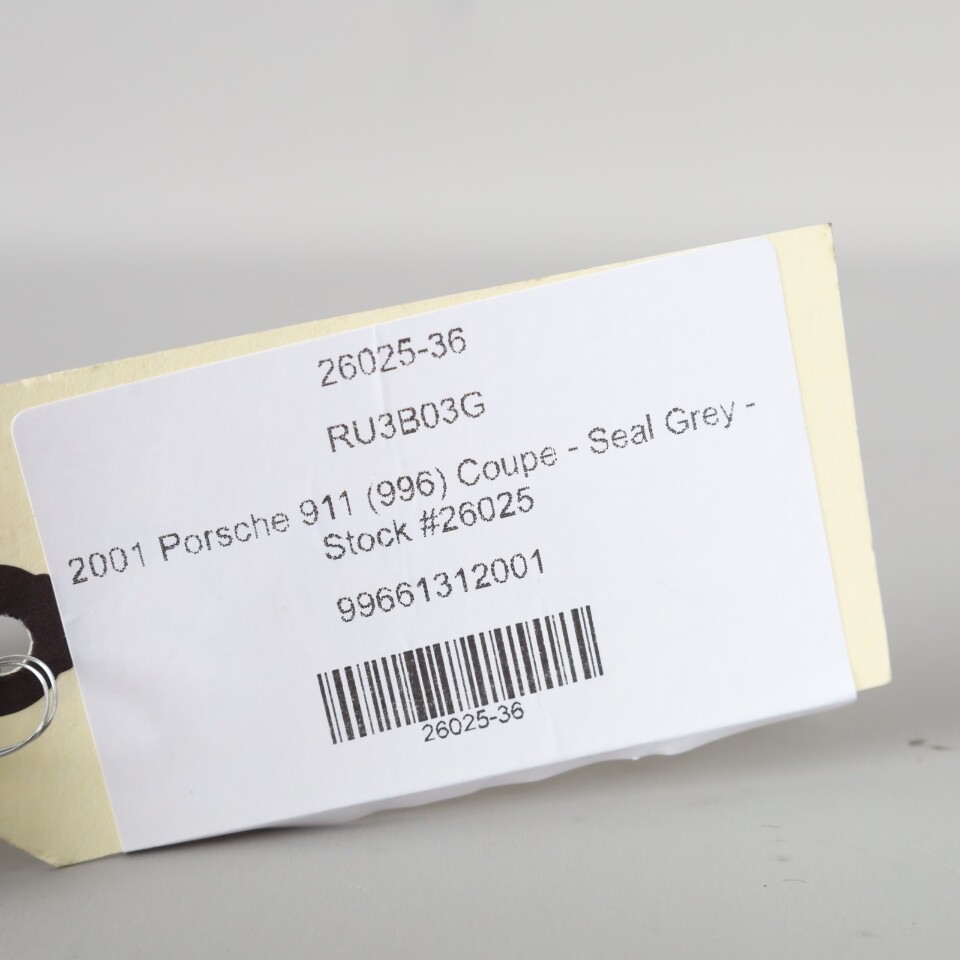 26025-36
RU3B03G
2001 Porsche 911 (996) Coupe - Seal Grey -
Stock #26025
99661312001
26025-36